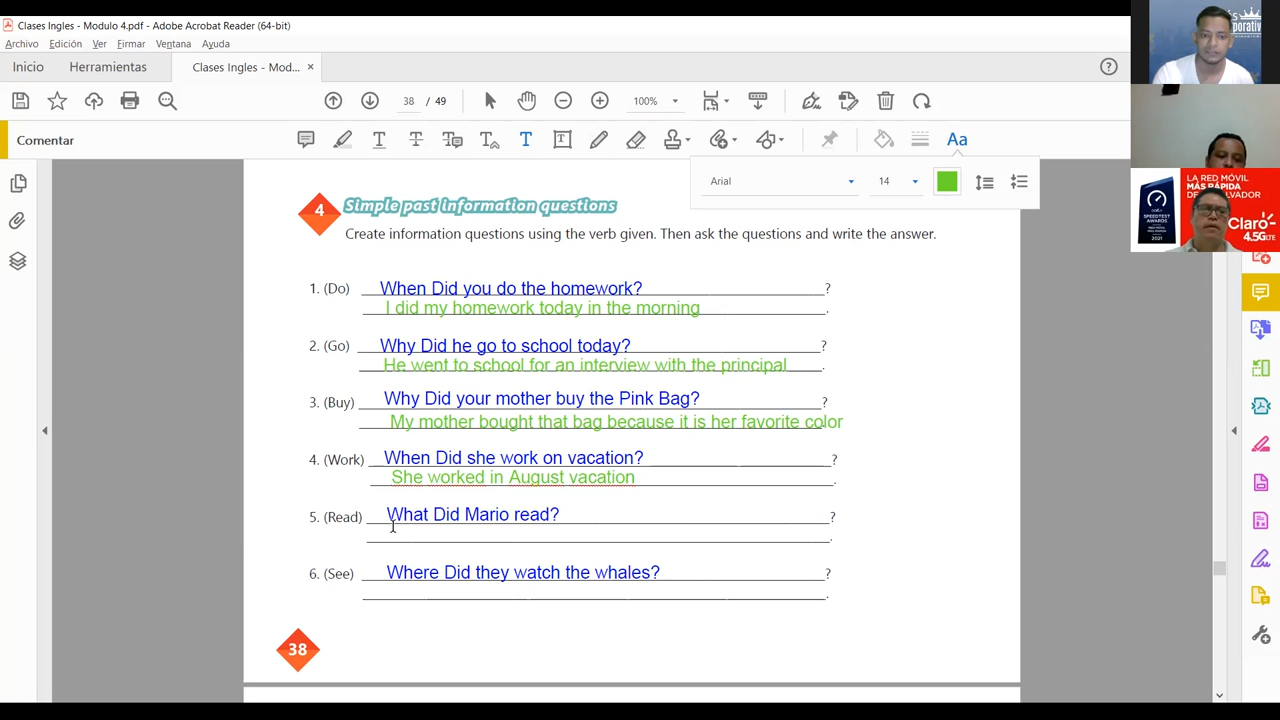 Clases Ingles - Modulo 4.pdf - Adobe Acrobat Reader (64-bit)
Archivo Edición Ver Firmar Ventana Ayuda
Inicio Herramientas Clases Ingles - Mod... ×
38 / 49 100%
Comentar
Arial 14
4 Simple past information questions
Create information questions using the verb given. Then ask the questions and write the answer.
1. (Do) When Did you do the homework? ?
I did my homework today in the morning .
2. (Go) Why Did he go to school today? ?
He went to school for an interview with the principal .
3. (Buy) Why Did your mother buy the Pink Bag? ?
My mother bought that bag because it is her favorite color
4. (Work) When Did she work on vacation? ?
She worked in August vacation .
5. (Read) What Did Mario read? ?
.
6. (See) Where Did they watch the whales? ?
.
38
LA RED MÓVIL
MÁS RÁPIDA
SPEEDTEST
AWARDS
2021
Claro
4.5G LTE